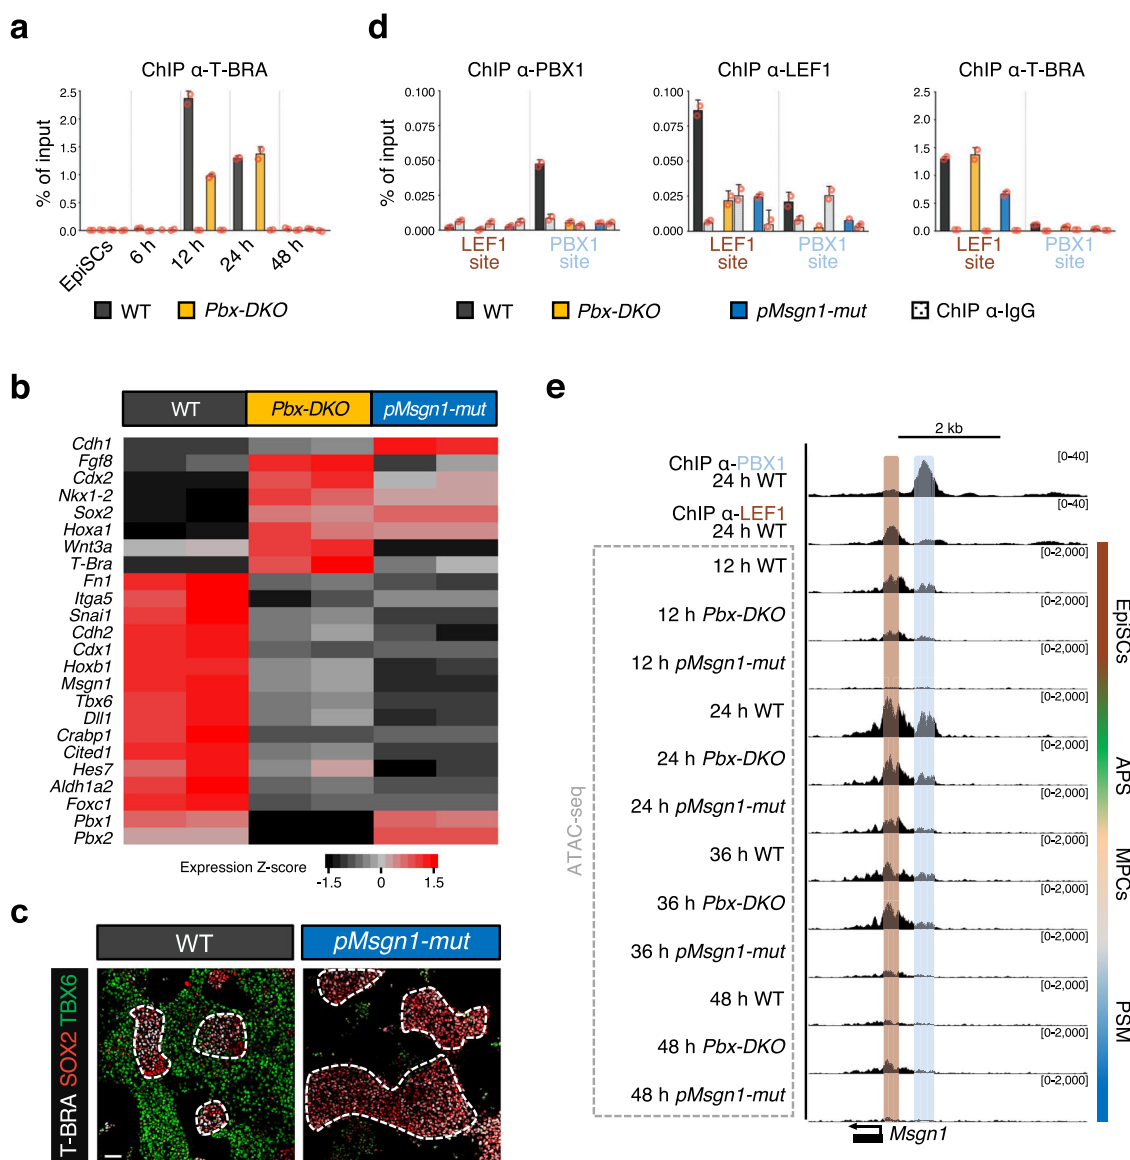 a
ChIP α-T-BRA
% of input
2.5
2.0
1.5
1.0
0.5
0.0
EpiSCs
6 h
12 h
24 h
48 h
WT
Pbx-DKO
d
ChIP α-PBX1
% of input
0.100
0.075
0.050
0.025
0.00
LEF1 site
PBX1 site
ChIP α-LEF1
0.100
0.075
0.050
0.025
0.000
LEF1 site
PBX1 site
ChIP α-T-BRA
2.5
2.0
1.5
1.0
0.5
0.0
LEF1 site
PBX1 site
WT
Pbx-DKO
pMsgn1-mut
ChIP α-IgG
b
WT
Pbx-DKO
pMsgn1-mut
Cdh1
Fgf8
Cdx2
Nkx1-2
Sox2
Hoxa1
Wnt3a
T-Bra
Fn1
Itga5
Snai1
Cdh2
Cdx1
Hoxb1
Msgn1
Tbx6
Dll1
Crabp1
Cited1
Hes7
Aldh1a2
Foxc1
Pbx1
Pbx2
Expression Z-score
-1.5
0
1.5
c
WT
pMsgn1-mut
T-BRA SOX2 TBX6
e
2 kb
ChIP α-PBX1
24 h WT
[0-40]
ChIP α-LEF1
24 h WT
[0-40]
ATAC-seq
12 h WT
[0-2,000]
12 h Pbx-DKO
[0-2,000]
12 h pMsgn1-mut
[0-2,000]
24 h WT
[0-2,000]
24 h Pbx-DKO
[0-2,000]
24 h pMsgn1-mut
[0-2,000]
36 h WT
[0-2,000]
36 h Pbx-DKO
[0-2,000]
36 h pMsgn1-mut
[0-2,000]
48 h WT
[0-2,000]
48 h Pbx-DKO
[0-2,000]
48 h pMsgn1-mut
[0-2,000]
Msgn1
EpiSCs
APS
MPCs
PSM